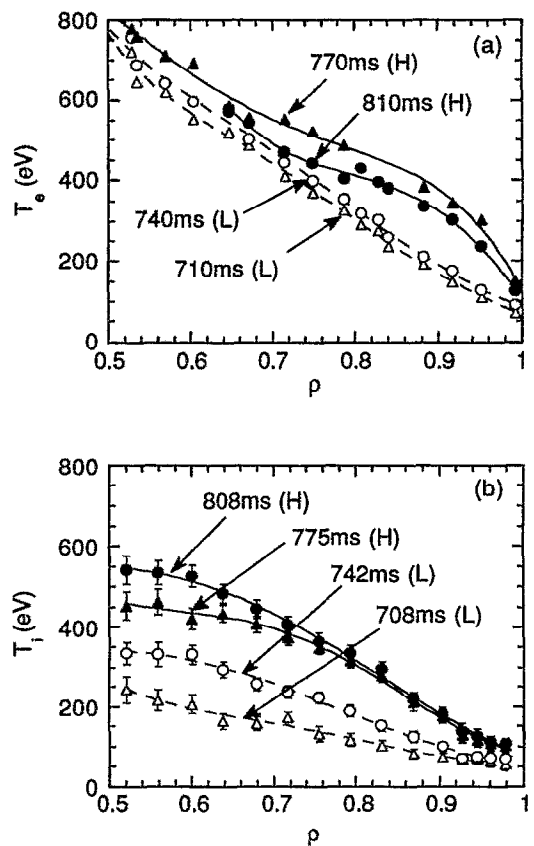 800
(a)
770ms (H)
600
810ms (H)
T_e (eV)
400
740ms (L)
200
710ms (L)
0
0.5 0.6 0.7 0.8 0.9 1
ρ
800
(b)
808ms (H)
775ms (H)
600
742ms (L)
T_i (eV)
708ms (L)
400
200
0
0.5 0.6 0.7 0.8 0.9 1
ρ